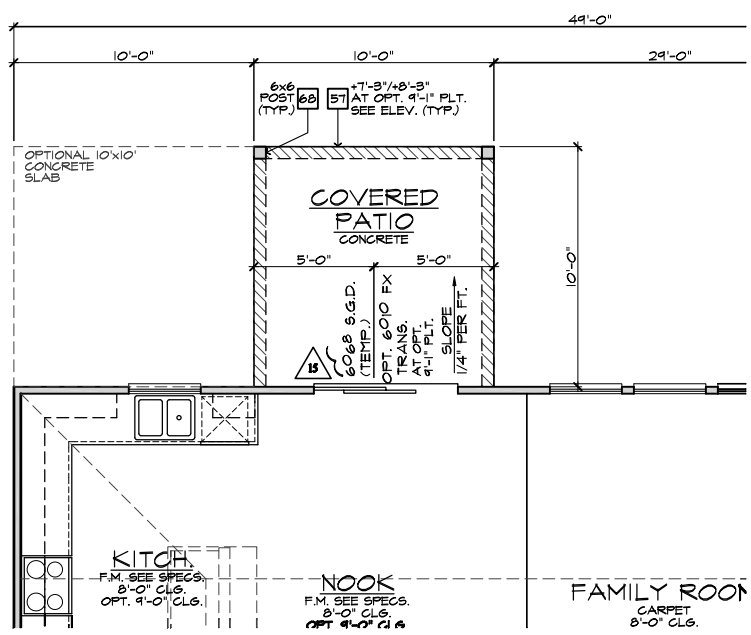 49'-0"
10'-0"
10'-0"
29'-0"
6x6
POST
(TYP.)
68
57
+7'-3"/+8'-3"
AT OPT. 9'-1" PLT.
SEE ELEV. (TYP.)
OPTIONAL 10'x10'
CONCRETE
SLAB
COVERED
PATIO
CONCRETE
5'-0"
5'-0"
10'-0"
15
6068 S.G.D.
(TEMP.)
OPT. 6010 FX
TRANS.
AT OPT.
9'-1" PLT.
SLOPE
1/4" PER FT.
KITCH.
F.M. SEE SPECS.
8'-0" CLG.
OPT. 9'-0" CLG.
NOOK
F.M. SEE SPECS.
8'-0" CLG.
OPT 9'-0" CLG
FAMILY ROOM
CARPET
8'-0" CLG.